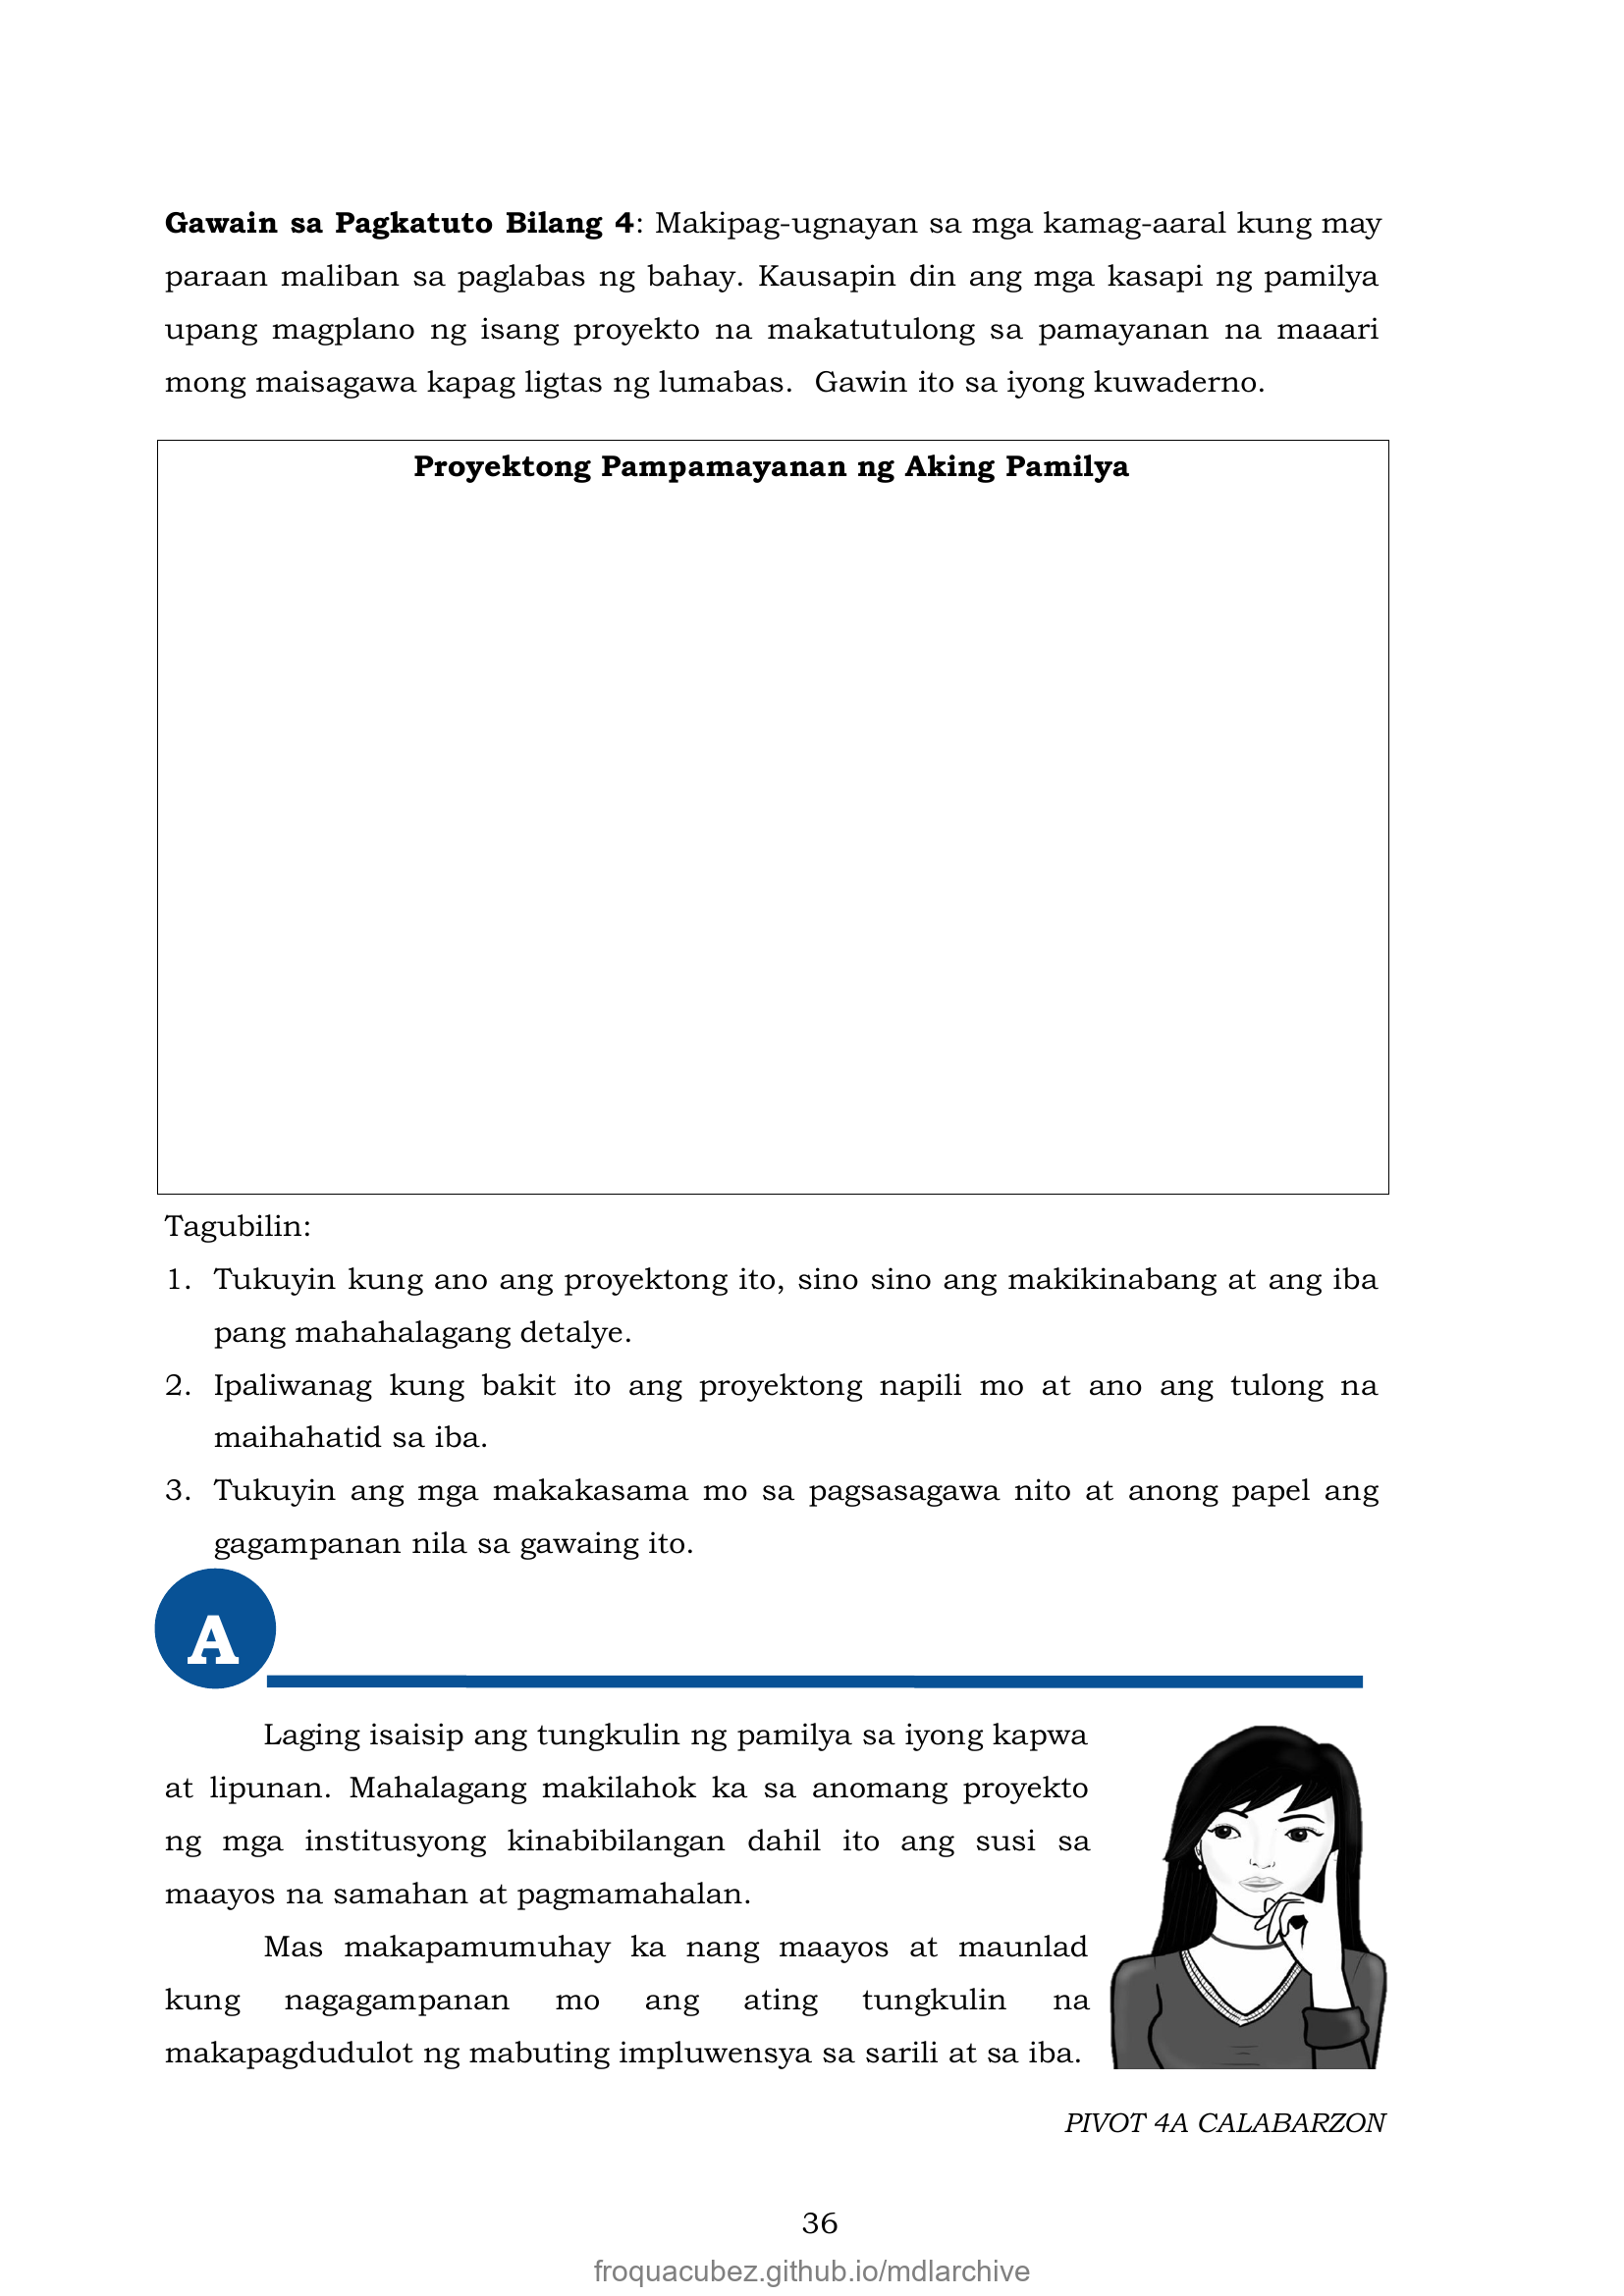 Gawain sa Pagkatuto Bilang 4: Makipag-ugnayan sa mga kamag-aaral kung may
paraan maliban sa paglabas ng bahay. Kausapin din ang mga kasapi ng pamilya
upang magplano ng isang proyekto na makatutulong sa pamayanan na maaari
mong maisagawa kapag ligtas ng lumabas. Gawin ito sa iyong kuwaderno.
Proyektong Pampamayanan ng Aking Pamilya
Tagubilin:
1. Tukuyin kung ano ang proyektong ito, sino sino ang makikinabang at ang iba
pang mahahalagang detalye.
2. Ipaliwanag kung bakit ito ang proyektong napili mo at ano ang tulong na
maihahatid sa iba.
3. Tukuyin ang mga makakasama mo sa pagsasagawa nito at anong papel ang
gagampanan nila sa gawaing ito.
A
Laging isaisip ang tungkulin ng pamilya sa iyong kapwa
at lipunan. Mahalagang makilahok ka sa anomang proyekto
ng mga institusyong kinabibilangan dahil ito ang susi sa
maayos na samahan at pagmamahalan.
Mas makapamumuhay ka nang maayos at maunlad
kung nagagampanan mo ang ating tungkulin na
makapagdudulot ng mabuting impluwensya sa sarili at sa iba.
PIVOT 4A CALABARZON
36
froquacubez.github.io/mdlarchive